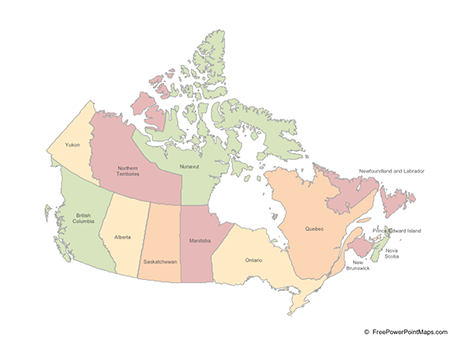 Yukon
Northern
Territories
Nunavut
Newfoundland and Labrador
British
Columbia
Alberta
Saskatchewan
Manitoba
Ontario
Quebec
Prince Edward Island
Nova
Scotia
New
Brunswick
© FreePowerPointMaps.com